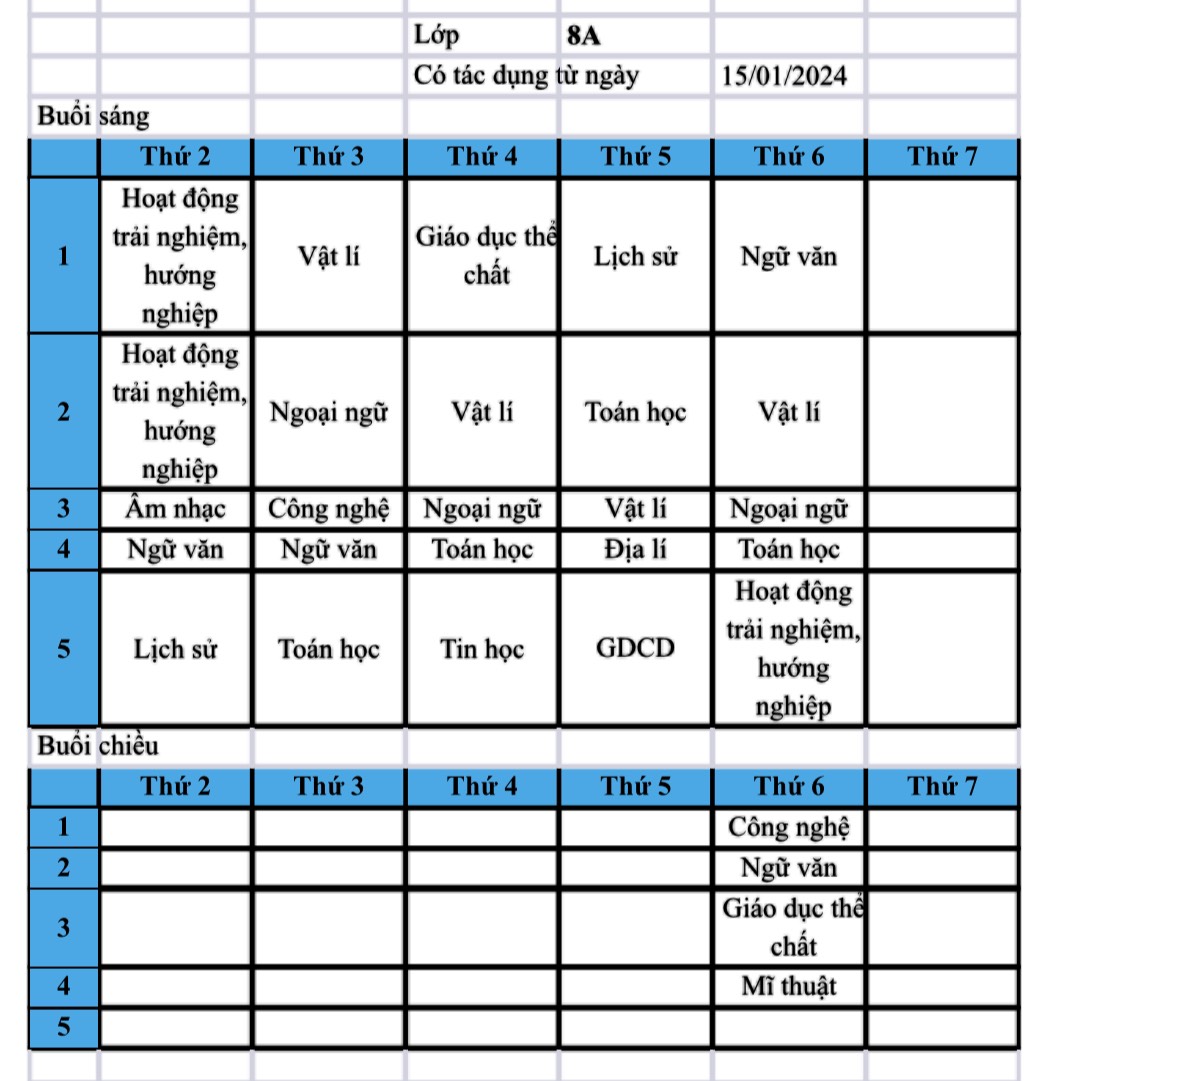 Lớp 8A
Có tác dụng từ ngày 15/01/2024
Buổi sáng
Thứ 2 Thứ 3 Thứ 4 Thứ 5 Thứ 6 Thứ 7
1 Hoạt động trải nghiệm, hướng nghiệp Vật lí Giáo dục thể chất Lịch sử Ngữ văn
2 Hoạt động trải nghiệm, hướng nghiệp Ngoại ngữ Vật lí Toán học Vật lí
3 Âm nhạc Công nghệ Ngoại ngữ Vật lí Ngoại ngữ
4 Ngữ văn Ngữ văn Toán học Địa lí Toán học
5 Lịch sử Toán học Tin học GDCD Hoạt động trải nghiệm, hướng nghiệp
Buổi chiều
Thứ 2 Thứ 3 Thứ 4 Thứ 5 Thứ 6 Thứ 7
1 Công nghệ
2 Ngữ văn
3 Giáo dục thể chất
4 Mĩ thuật
5